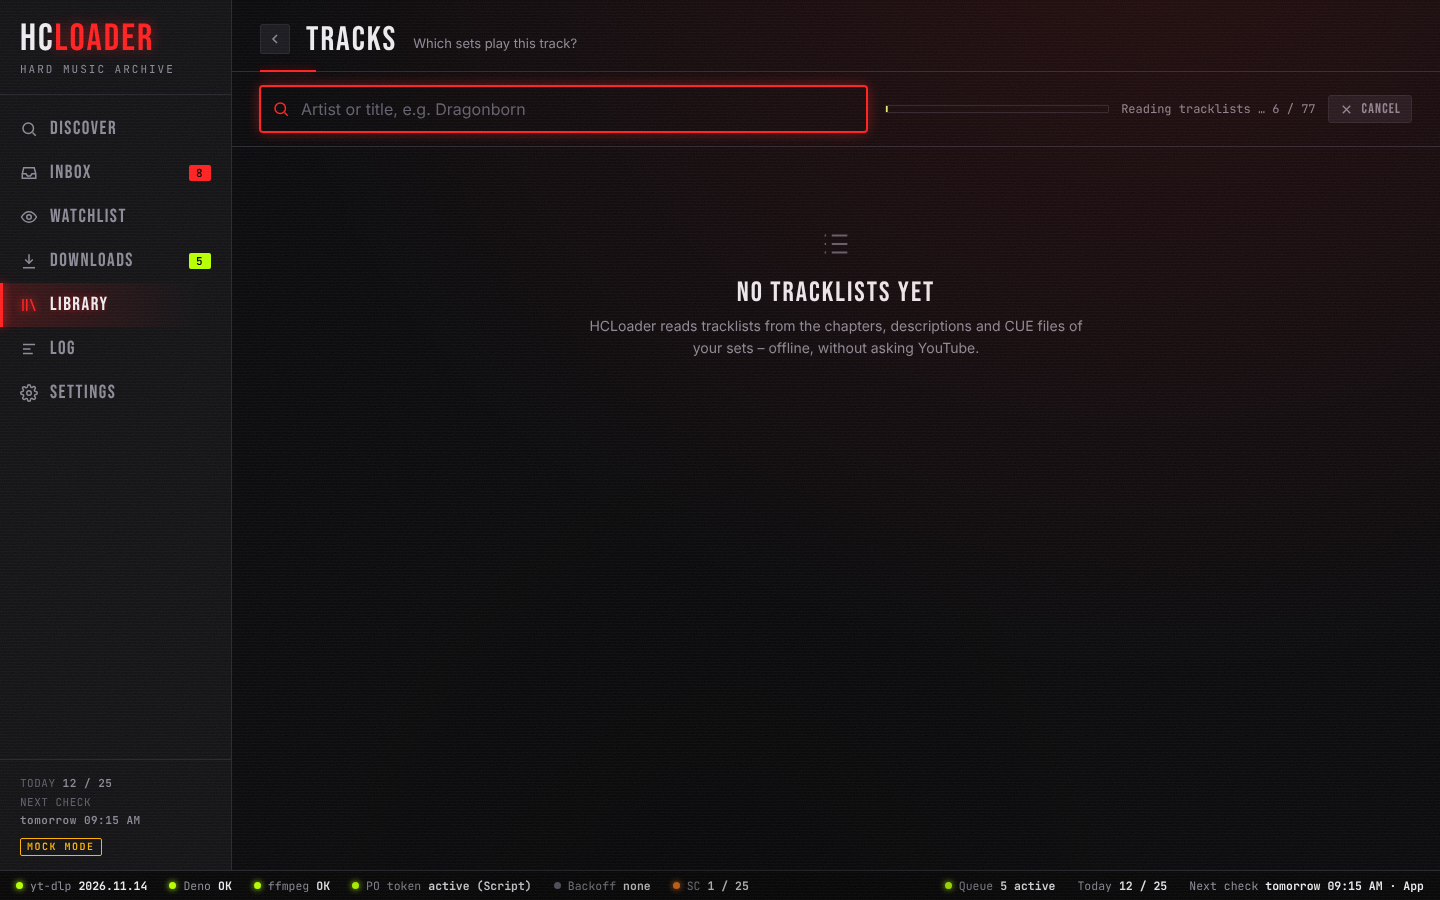 HCLOADER
HARD MUSIC ARCHIVE
DISCOVER
INBOX 8
WATCHLIST
DOWNLOADS 5
LIBRARY
LOG
SETTINGS
TODAY 12 / 25
NEXT CHECK
tomorrow 09:15 AM
MOCK MODE
TRACKS Which sets play this track?
Artist or title, e.g. Dragonborn
Reading tracklists … 6 / 77 CANCEL
NO TRACKLISTS YET
HCLoader reads tracklists from the chapters, descriptions and CUE files of
your sets – offline, without asking YouTube.
yt-dlp 2026.11.14 Deno OK ffmpeg OK PO token active (Script) Backoff none SC 1 / 25 Queue 5 active Today 12 / 25 Next check tomorrow 09:15 AM · App